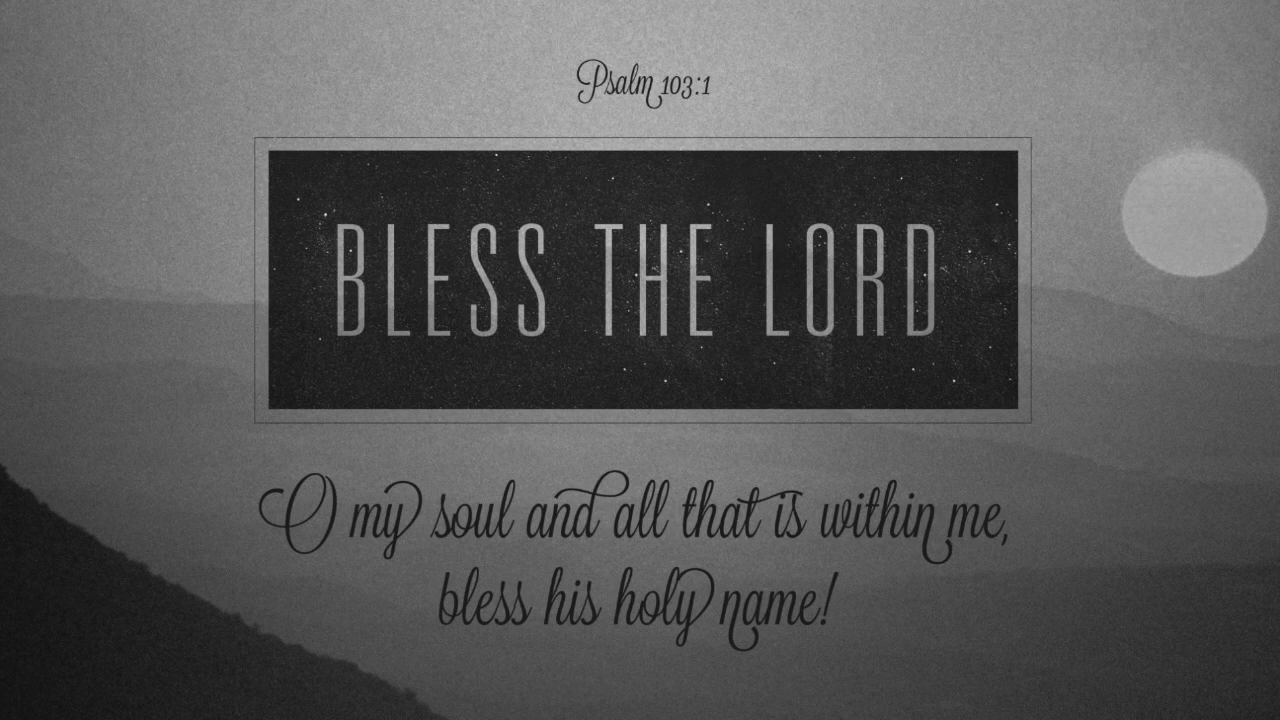 Psalm 103:1
BLESS THE LORD
O my soul and all that is within me,
bless his holy name!